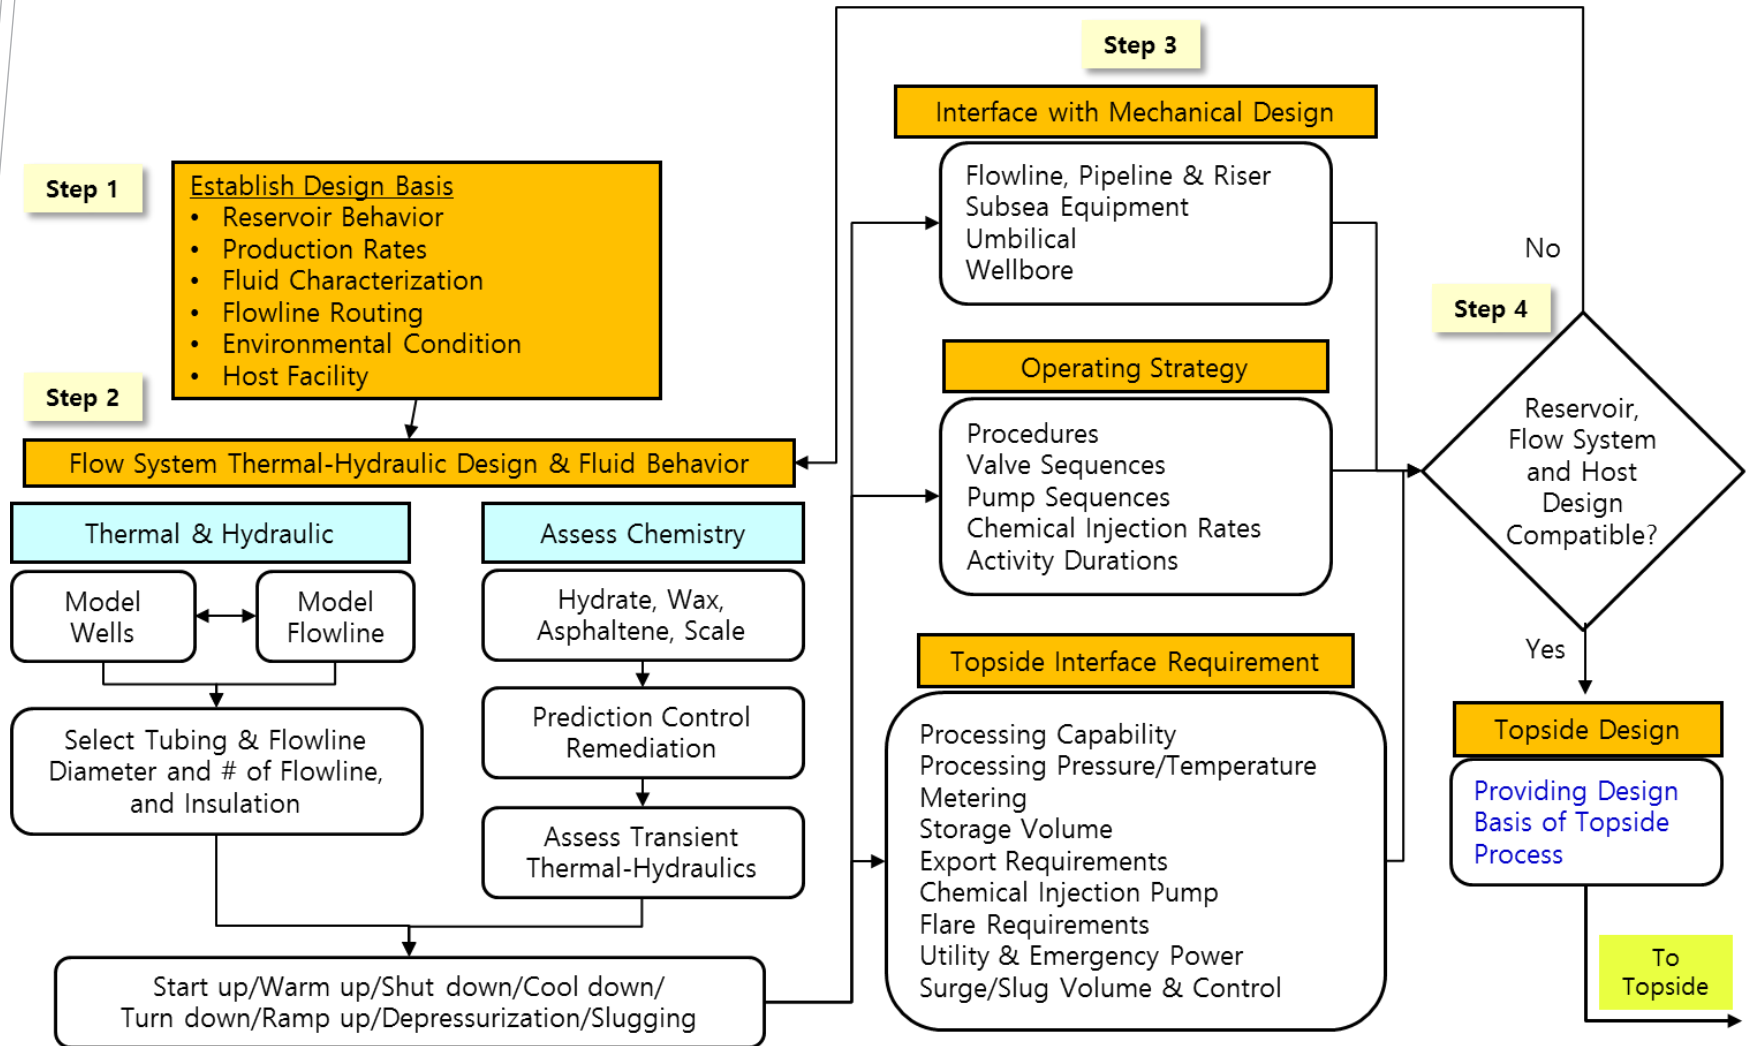 Step 1
Establish Design Basis
• Reservoir Behavior
• Production Rates
• Fluid Characterization
• Flowline Routing
• Environmental Condition
• Host Facility
Step 2
Flow System Thermal-Hydraulic Design & Fluid Behavior
Thermal & Hydraulic
Model
Wells
Model
Flowline
Select Tubing & Flowline
Diameter and # of Flowline,
and Insulation
Assess Chemistry
Hydrate, Wax,
Asphaltene, Scale
Prediction Control
Remediation
Assess Transient
Thermal-Hydraulics
Start up/Warm up/Shut down/Cool down/
Turn down/Ramp up/Depressurization/Slugging
Step 3
Interface with Mechanical Design
Flowline, Pipeline & Riser
Subsea Equipment
Umbilical
Wellbore
Operating Strategy
Procedures
Valve Sequences
Pump Sequences
Chemical Injection Rates
Activity Durations
Topside Interface Requirement
Processing Capability
Processing Pressure/Temperature
Metering
Storage Volume
Export Requirements
Chemical Injection Pump
Flare Requirements
Utility & Emergency Power
Surge/Slug Volume & Control
Step 4
No
Reservoir,
Flow System
and Host
Design
Compatible?
Yes
Topside Design
Providing Design
Basis of Topside
Process
To
Topside